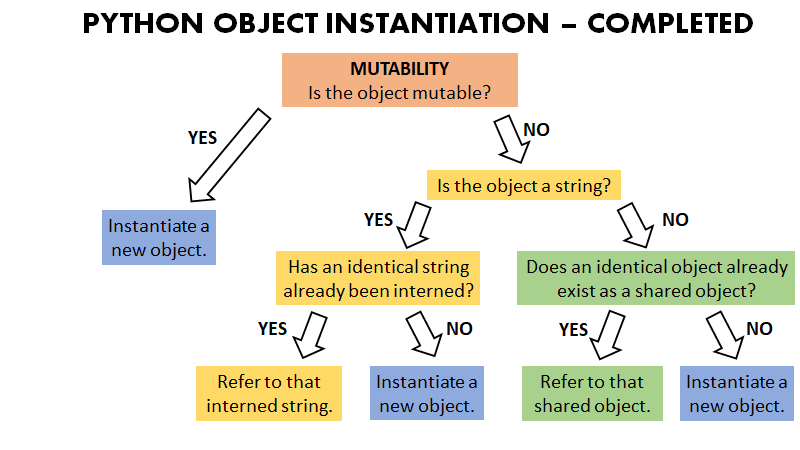 PYTHON OBJECT INSTANTIATION – COMPLETED
MUTABILITY
Is the object mutable?
YES
NO
Is the object a string?
Instantiate a
new object.
YES
NO
Has an identical string
already been interned?
Does an identical object already
exist as a shared object?
YES
NO
YES
NO
Refer to that
interned string.
Instantiate a
new object.
Refer to that
shared object.
Instantiate a
new object.